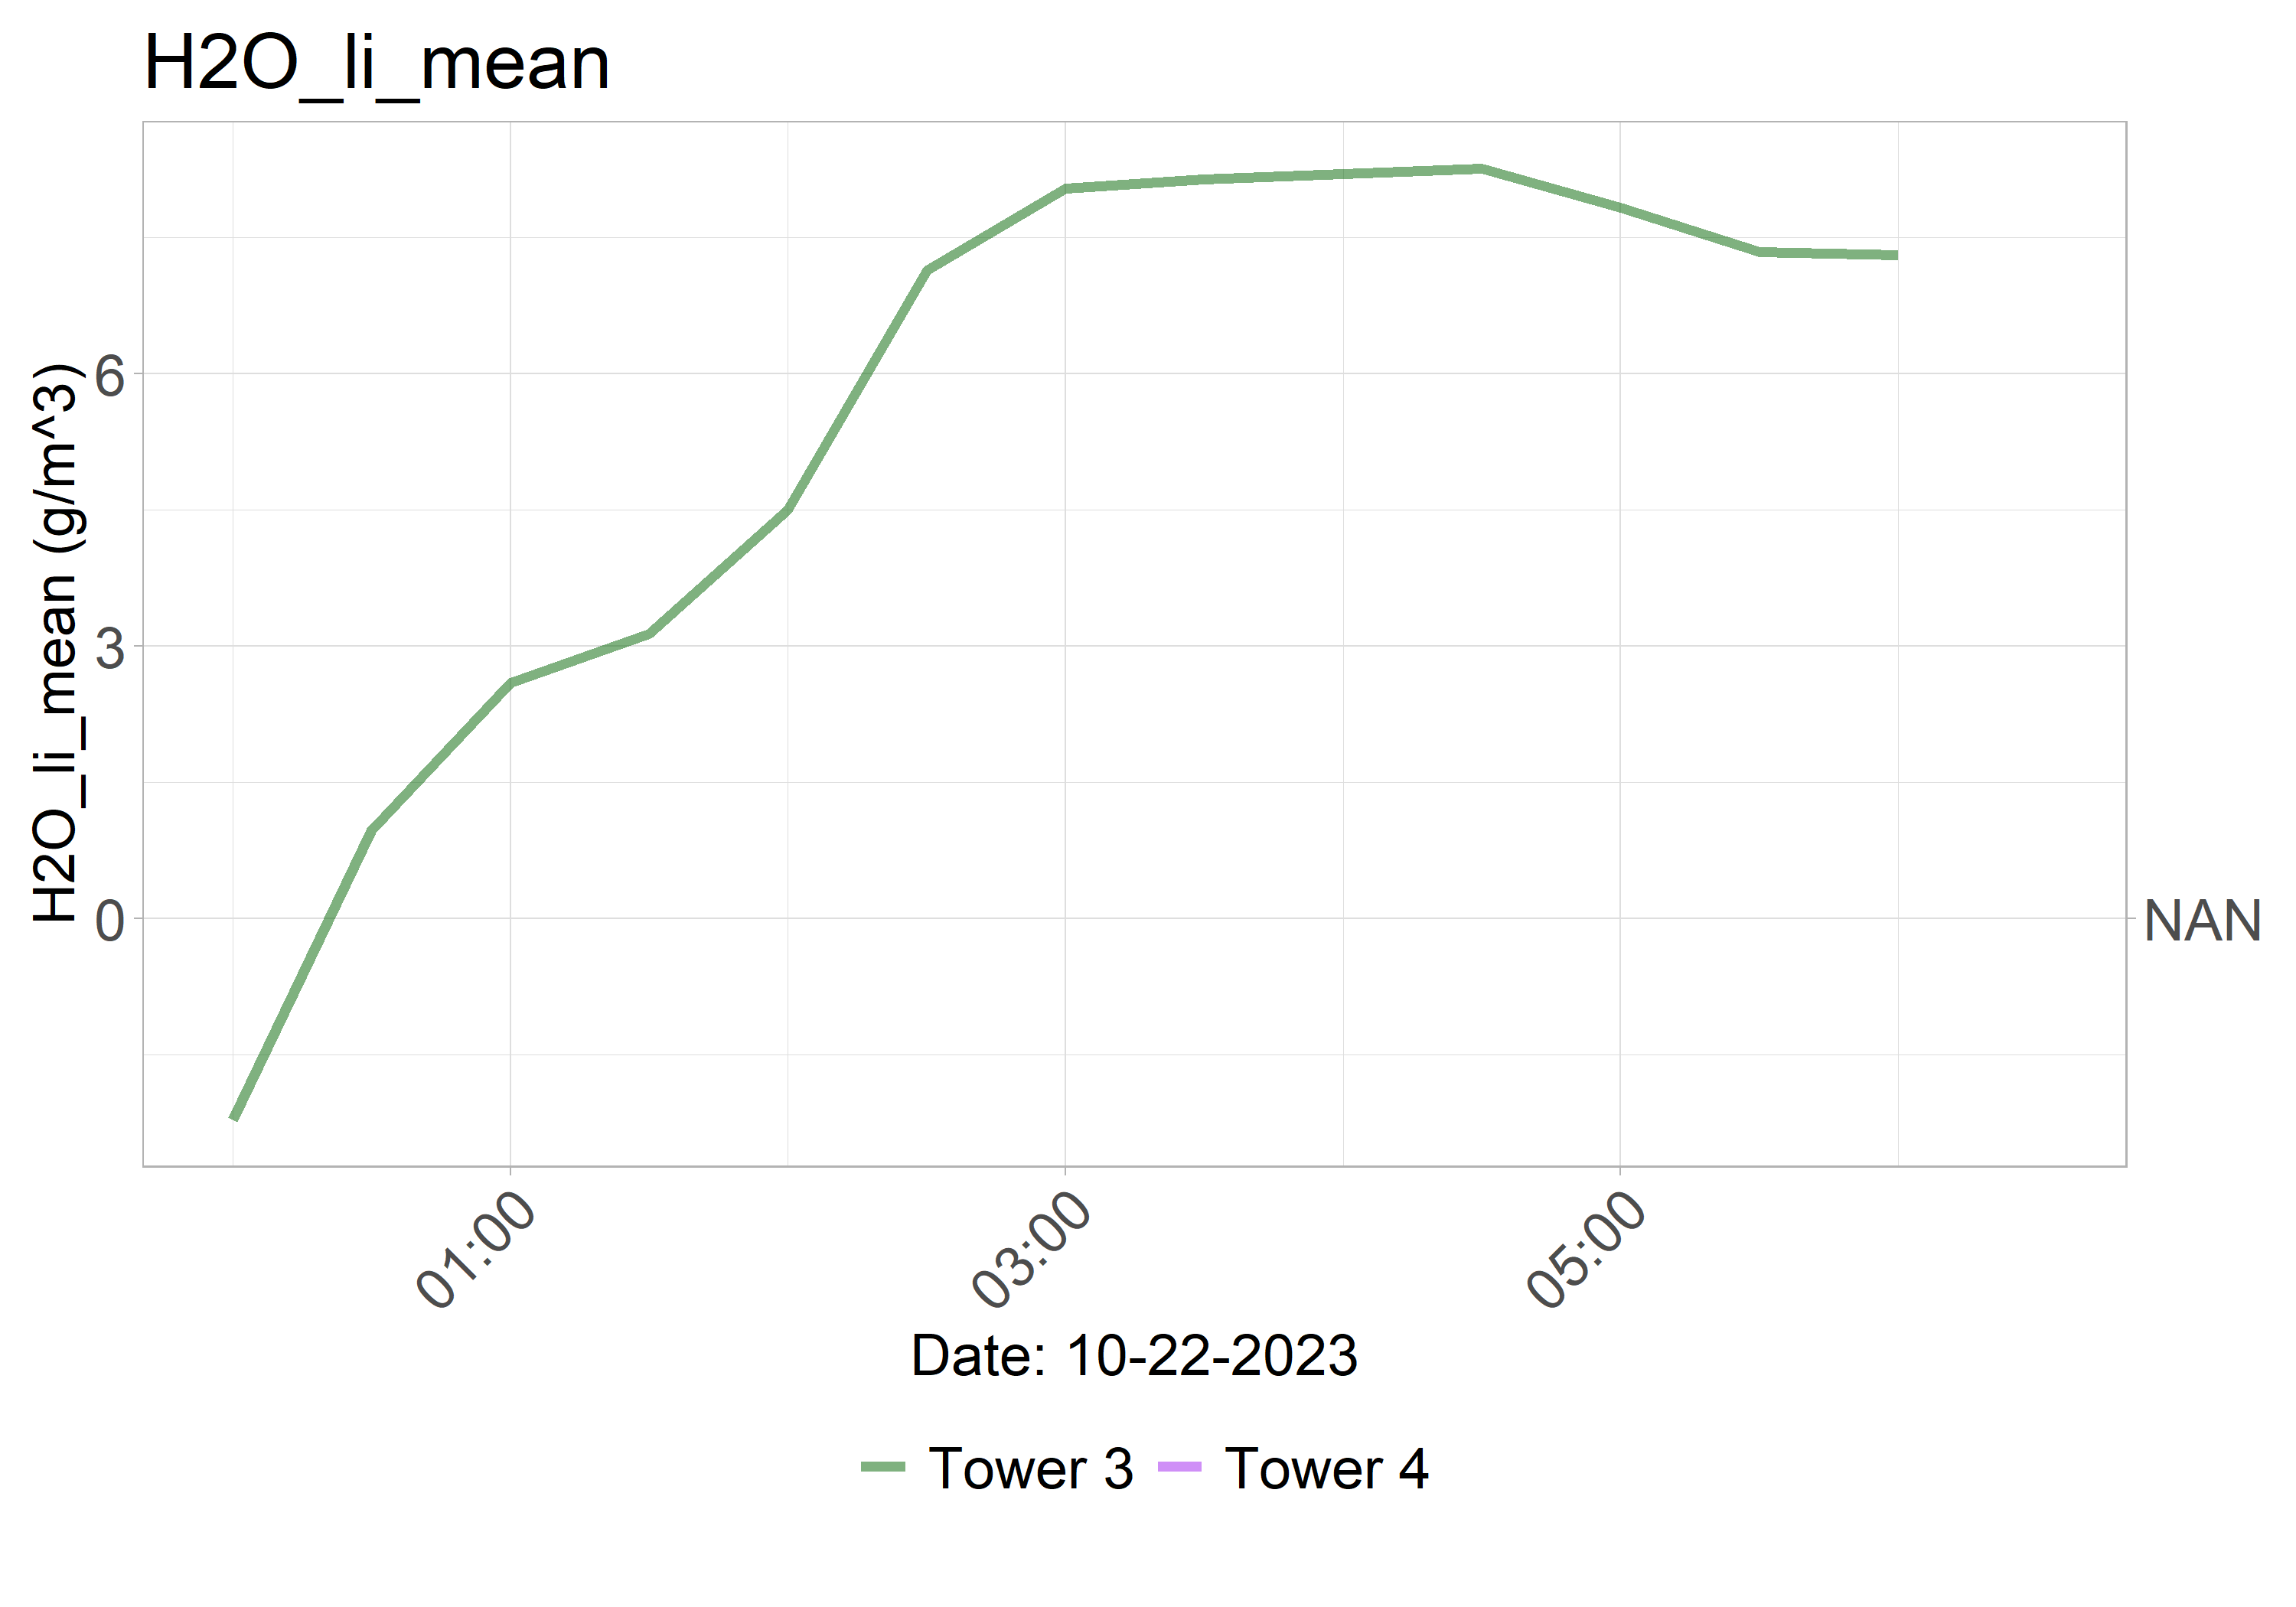 H2O_li_mean
H2O_li_mean (g/m^3)
6
3
0
NAN
01:00
03:00
05:00
Date: 10-22-2023
Tower 3
Tower 4